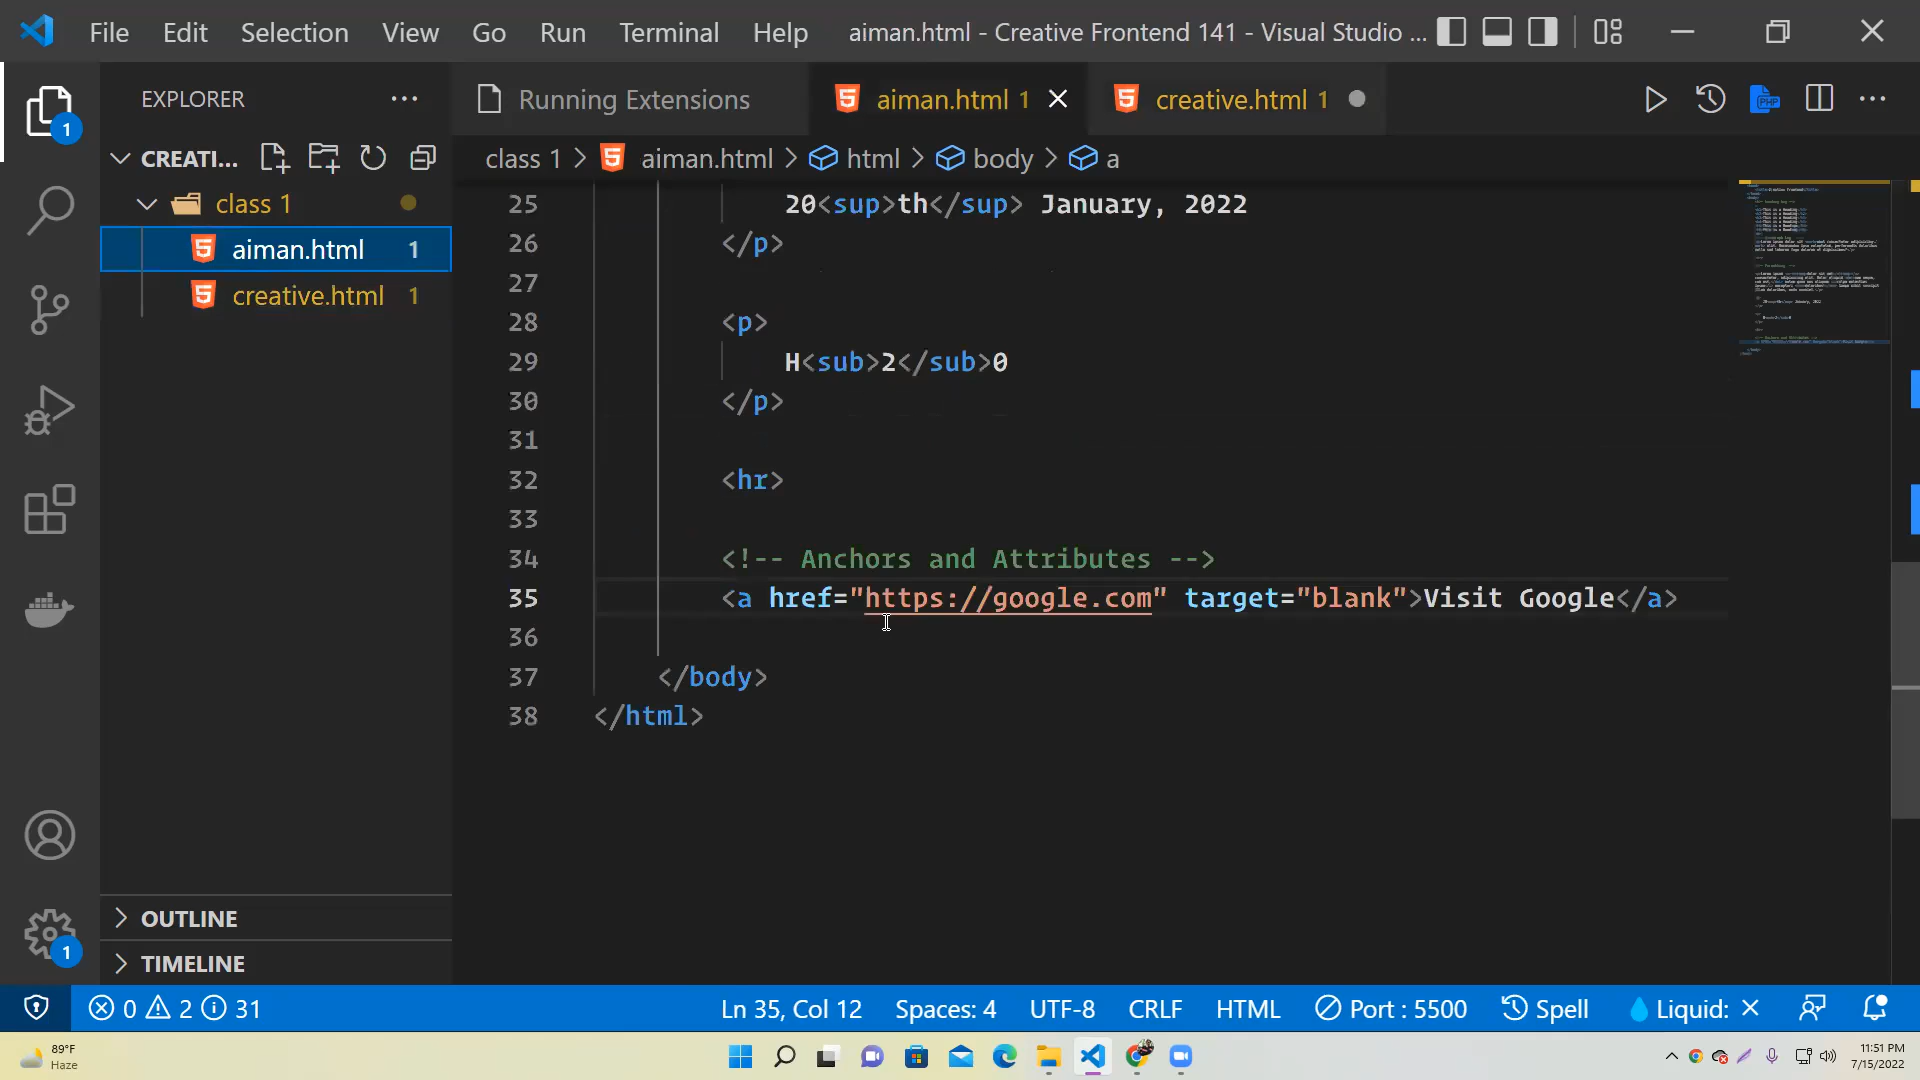 File Edit Selection View Go Run Terminal Help aiman.html - Creative Frontend 141 - Visual Studio ...
EXPLORER
Running Extensions aiman.html 1 creative.html 1
CREATI...
class 1 > aiman.html > html > body > a
1
class 1
aiman.html 1
creative.html 1
25 20<sup>th</sup> January, 2022
26 </p>
27
28 <p>
29 H<sub>2</sub>0
30 </p>
31
32 <hr>
33
34 <!-- Anchors and Attributes -->
35 <a href="https://google.com" target="blank">Visit Google</a>
36
37 </body>
38 </html>
OUTLINE
1
TIMELINE
0 2 31 Ln 35, Col 12 Spaces: 4 UTF-8 CRLF HTML Port : 5500 Spell Liquid:
89°F
Haze
11:51 PM
7/15/2022